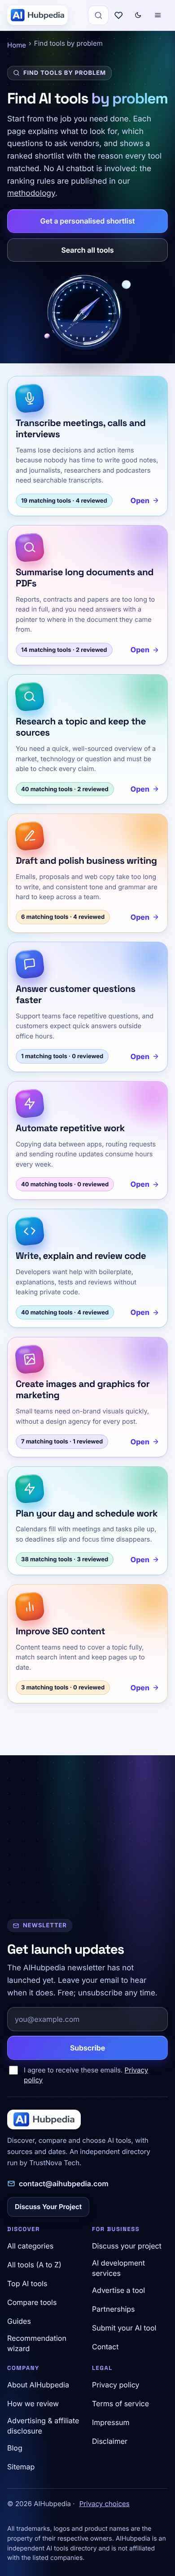 AI Hubpedia
Home › Find tools by problem
FIND TOOLS BY PROBLEM
Find AI tools by problem
Start from the job you need done. Each
page explains what to look for, which
questions to ask vendors, and shows a
ranked shortlist with the reason every tool
matched. No AI chatbot is involved: the
ranking rules are published in our
methodology.
Get a personalised shortlist
Search all tools
Transcribe meetings, calls and
interviews
Teams lose decisions and action items
because nobody has time to write good notes,
and journalists, researchers and podcasters
need searchable transcripts.
19 matching tools · 4 reviewed
Open →
Summarise long documents and
PDFs
Reports, contracts and papers are too long to
read in full, and you need answers with a
pointer to where in the document they come
from.
14 matching tools · 2 reviewed
Open →
Research a topic and keep the
sources
You need a quick, well-sourced overview of a
market, technology or question and must be
able to check every claim.
40 matching tools · 2 reviewed
Open →
Draft and polish business writing
Emails, proposals and web copy take too long
to write, and consistent tone and grammar are
hard to keep across a team.
6 matching tools · 4 reviewed
Open →
Answer customer questions
faster
Support teams face repetitive questions, and
customers expect quick answers outside
office hours.
1 matching tools · 0 reviewed
Open →
Automate repetitive work
Copying data between apps, routing requests
and sending routine updates consumes hours
every week.
40 matching tools · 0 reviewed
Open →
Write, explain and review code
Developers want help with boilerplate,
explanations, tests and reviews without
leaking private code.
40 matching tools · 4 reviewed
Open →
Create images and graphics for
marketing
Small teams need on-brand visuals quickly,
without a design agency for every post.
7 matching tools · 1 reviewed
Open →
Plan your day and schedule work
Calendars fill with meetings and tasks pile up,
so deadlines slip and focus time disappears.
38 matching tools · 3 reviewed
Open →
Improve SEO content
Content teams need to cover a topic fully,
match search intent and keep pages up to
date.
3 matching tools · 0 reviewed
Open →
NEWSLETTER
Get launch updates
The AIHubpedia newsletter has not
launched yet. Leave your email to hear
when it does. Free; unsubscribe any time.
you@example.com
Subscribe
I agree to receive these emails. Privacy
policy
AI Hubpedia
Discover, compare and choose AI tools, with
sources and dates. An independent directory
run by TrustNova Tech.
contact@aihubpedia.com
Discuss Your Project
DISCOVER
All categories
All tools (A to Z)
Top AI tools
Compare tools
Guides
Recommendation
wizard
FOR BUSINESS
Discuss your project
AI development
services
Advertise a tool
Partnerships
Submit your AI tool
Contact
COMPANY
About AIHubpedia
How we review
Advertising & affiliate
disclosure
Blog
Sitemap
LEGAL
Privacy policy
Terms of service
Impressum
Disclaimer
© 2026 AIHubpedia · Privacy choices
All trademarks, logos and product names are the
property of their respective owners. AIHubpedia is an
independent AI tools directory and is not affiliated
with the listed companies.